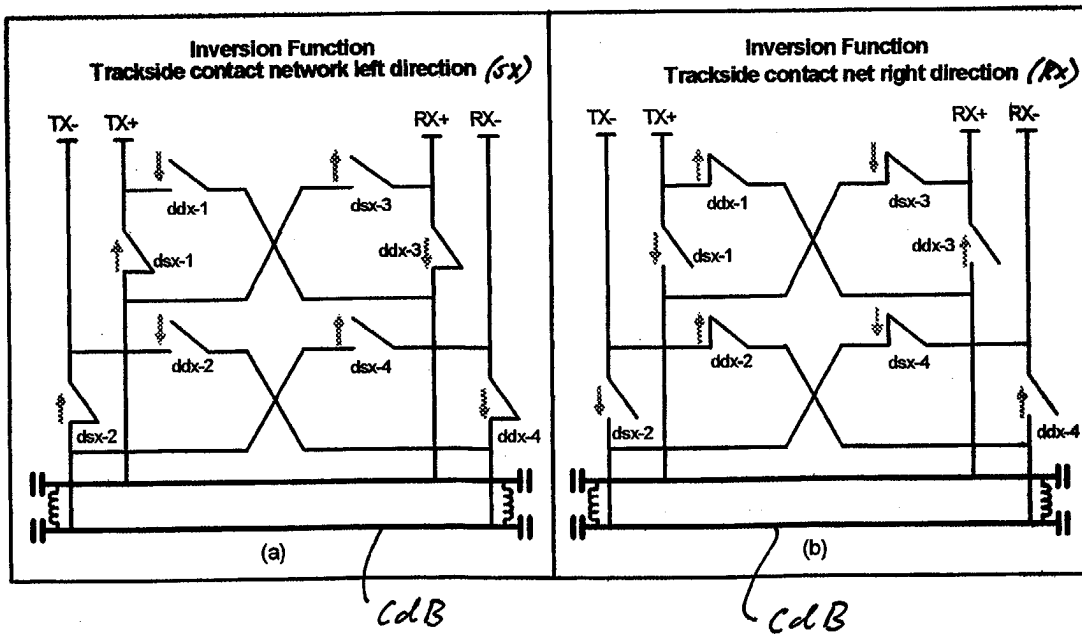 Inversion Function
Trackside contact network left direction (sx)
TX- TX+ RX+ RX-
ddx-1
dsx-3
dsx-1
ddx-3
ddx-2
dsx-4
dsx-2
ddx-4
(a)
CdB
Inversion Function
Trackside contact net right direction (Rx)
TX- TX+ RX+ RX-
ddx-1
dsx-3
dsx-1
ddx-3
ddx-2
dsx-4
dsx-2
ddx-4
(b)
CdB